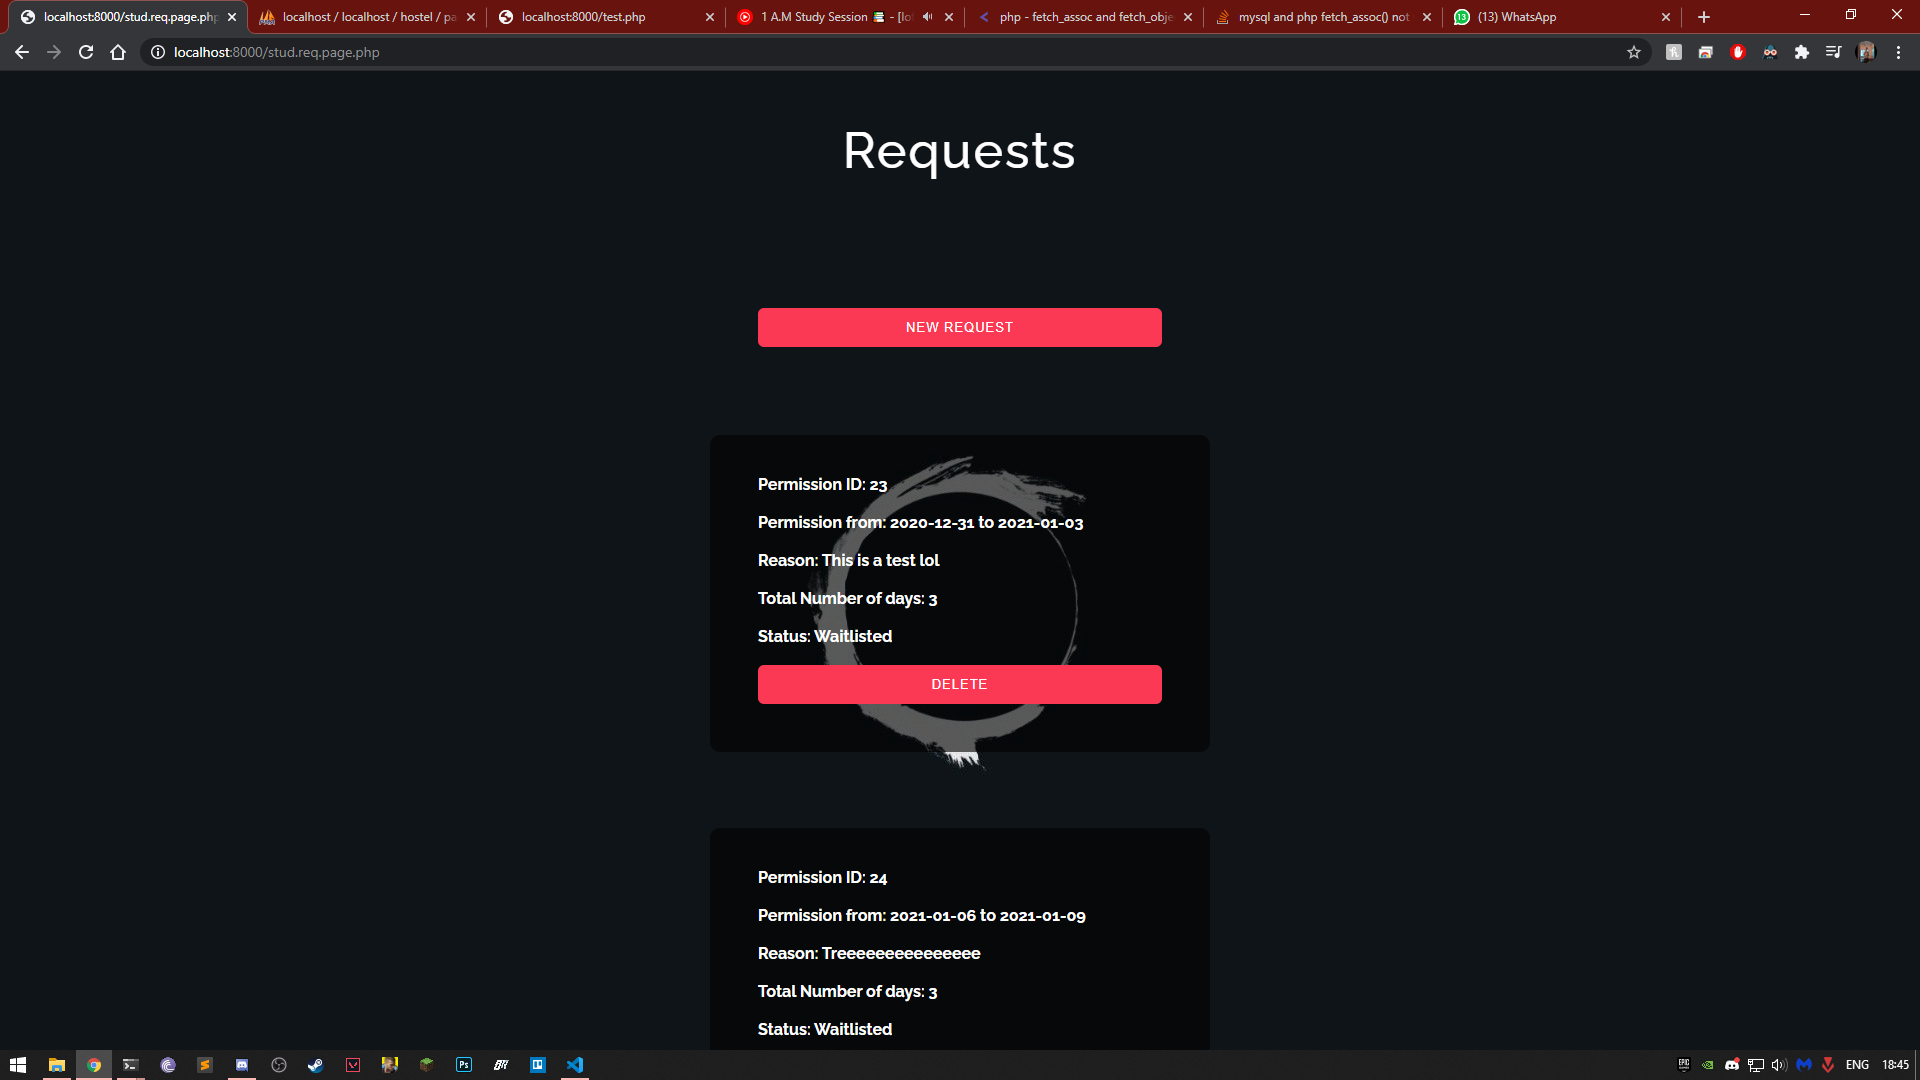 localhost:8000/stud.req.page.php
localhost / localhost / hostel / pa
localhost:8000/test.php
1 A.M Study Session 📚 - [lof
php - fetch_assoc and fetch_obje
mysql and php fetch_assoc() not
(13) WhatsApp
localhost:8000/stud.req.page.php
Requests
NEW REQUEST
Permission ID: 23
Permission from: 2020-12-31 to 2021-01-03
Reason: This is a test lol
Total Number of days: 3
Status: Waitlisted
DELETE
Permission ID: 24
Permission from: 2021-01-06 to 2021-01-09
Reason: Treeeeeeeeeeeeeee
Total Number of days: 3
Status: Waitlisted
Ps
ENG
18:45